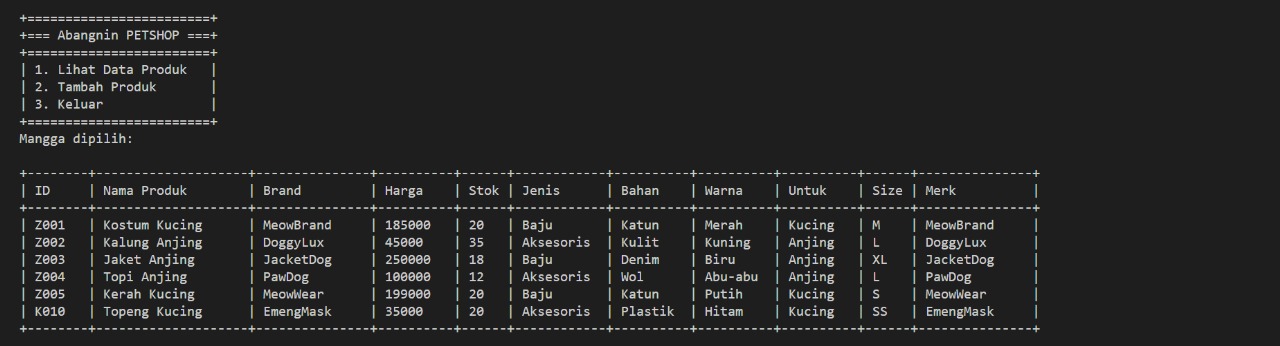 +========================+
+=== Abangnin PETSHOP ===+
+========================+
| 1. Lihat Data Produk   |
| 2. Tambah Produk       |
| 3. Keluar              |
+========================+
Mangga dipilih:
+--------+--------------------+---------------+----------+------+------------+----------+----------+----------+------+---------------+
| ID     | Nama Produk        | Brand         | Harga    | Stok | Jenis      | Bahan    | Warna    | Untuk    | Size | Merk          |
+--------+--------------------+---------------+----------+------+------------+----------+----------+----------+------+---------------+
| Z001   | Kostum Kucing      | MeowBrand     | 185000   | 20   | Baju       | Katun    | Merah    | Kucing   | M    | MeowBrand     |
| Z002   | Kalung Anjing      | DoggyLux      | 45000    | 35   | Aksesoris  | Kulit    | Kuning   | Anjing   | L    | DoggyLux      |
| Z003   | Jaket Anjing       | JacketDog     | 250000   | 18   | Baju       | Denim    | Biru     | Anjing   | XL   | JacketDog     |
| Z004   | Topi Anjing        | PawDog        | 100000   | 12   | Aksesoris  | Wol      | Abu-abu  | Anjing   | L    | PawDog        |
| Z005   | Kerah Kucing       | MeowWear      | 199000   | 20   | Baju       | Katun    | Putih    | Kucing   | S    | MeowWear      |
| K010   | Topeng Kucing      | EmengMask     | 35000    | 20   | Aksesoris  | Plastik  | Hitam    | Kucing   | SS   | EmengMask     |
+--------+--------------------+---------------+----------+------+------------+----------+----------+----------+------+---------------+